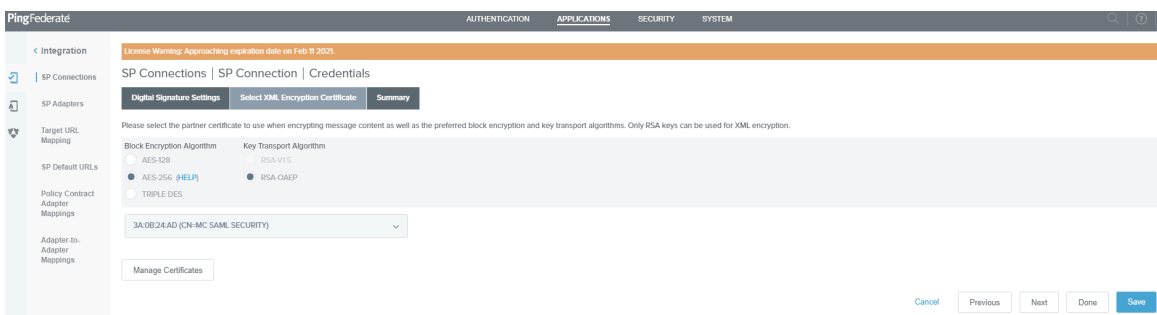 PingFederate
AUTHENTICATION APPLICATIONS SECURITY SYSTEM
Integration
License Warning: Approaching expiration date on Feb 11 2021.
SP Connections
SP Connections | SP Connection | Credentials
Digital Signature Settings Select XML Encryption Certificate Summary
SP Adapters
Target URL
Mapping
Please select the partner certificate to use when encrypting message content as well as the preferred block encryption and key transport algorithms. Only RSA keys can be used for XML encryption.
Block Encryption Algorithm Key Transport Algorithm
AES-128 RSA-V1.5
SP Default URLs
AES-256 (HELP) RSA-OAEP
TRIPLE DES
Policy Contract
Adapter
Mappings
3A:0B:24:AD (CN=MC SAML SECURITY)
Adapter-to-
Adapter
Mappings
Manage Certificates
Cancel Previous Next Done Save